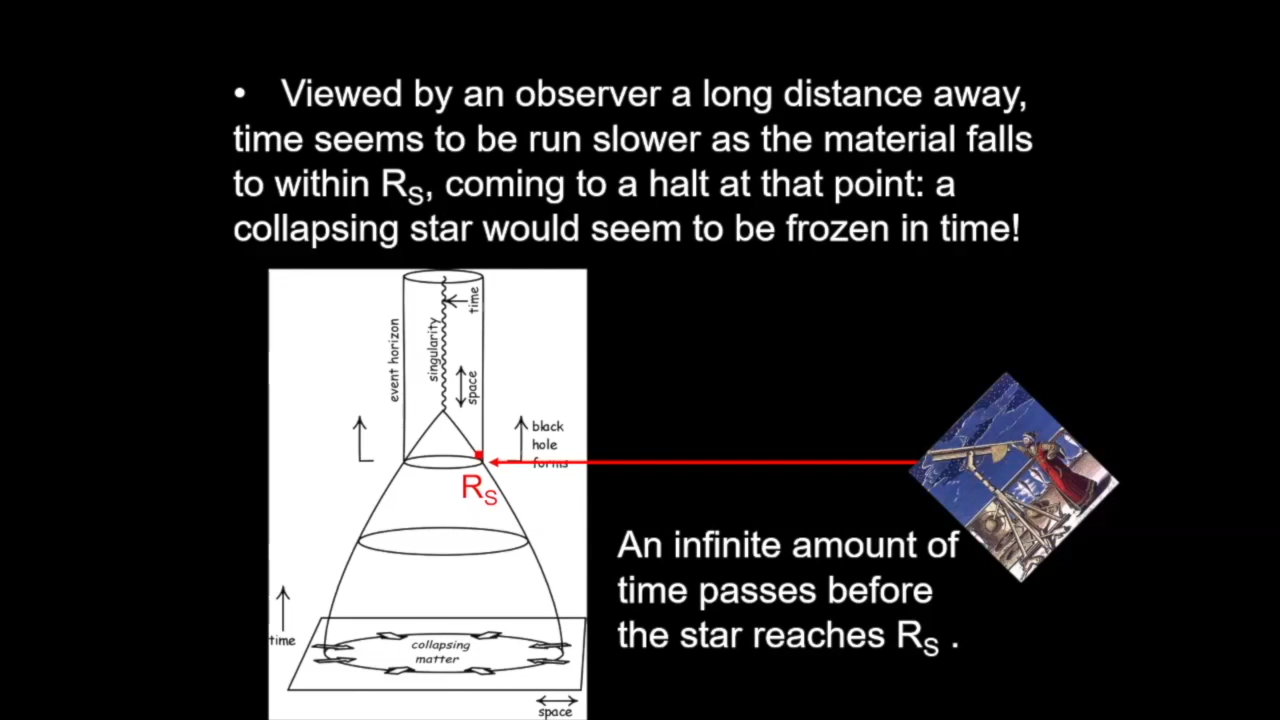 • Viewed by an observer a long distance away,
time seems to be run slower as the material falls
to within RS, coming to a halt at that point: a
collapsing star would seem to be frozen in time!
event horizon
singularity
time
space
black
hole
forms
RS
An infinite amount of
time passes before
the star reaches RS .
time
collapsing
matter
space